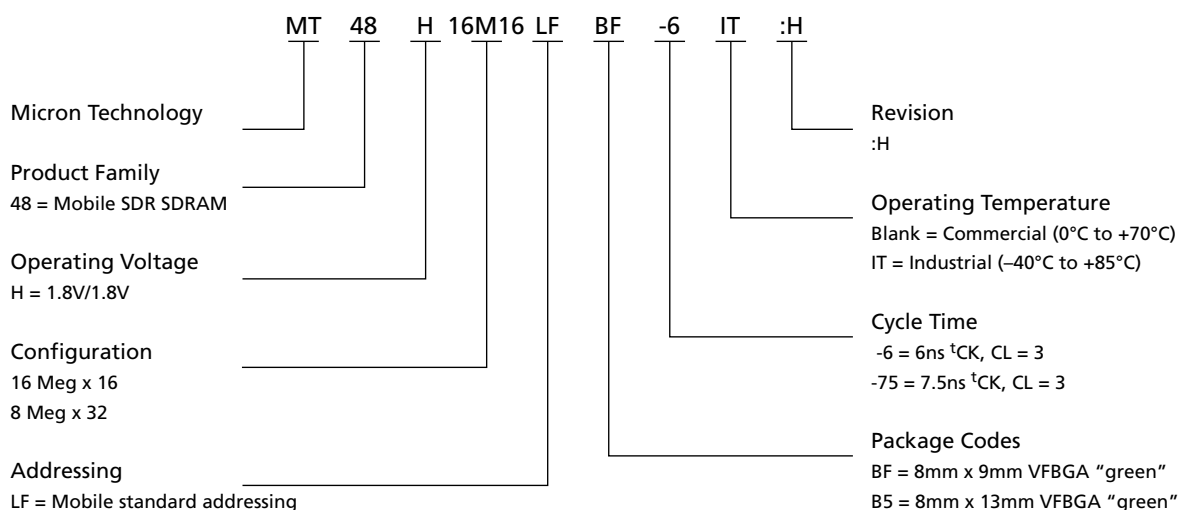 MT 48 H 16M16 LF BF -6 IT :H
Micron Technology
Product Family
48 = Mobile SDR SDRAM
Operating Voltage
H = 1.8V/1.8V
Configuration
16 Meg x 16
8 Meg x 32
Addressing
LF = Mobile standard addressing
Revision
:H
Operating Temperature
Blank = Commercial (0°C to +70°C)
IT = Industrial (–40°C to +85°C)
Cycle Time
-6 = 6ns tCK, CL = 3
-75 = 7.5ns tCK, CL = 3
Package Codes
BF = 8mm x 9mm VFBGA “green”
B5 = 8mm x 13mm VFBGA “green”